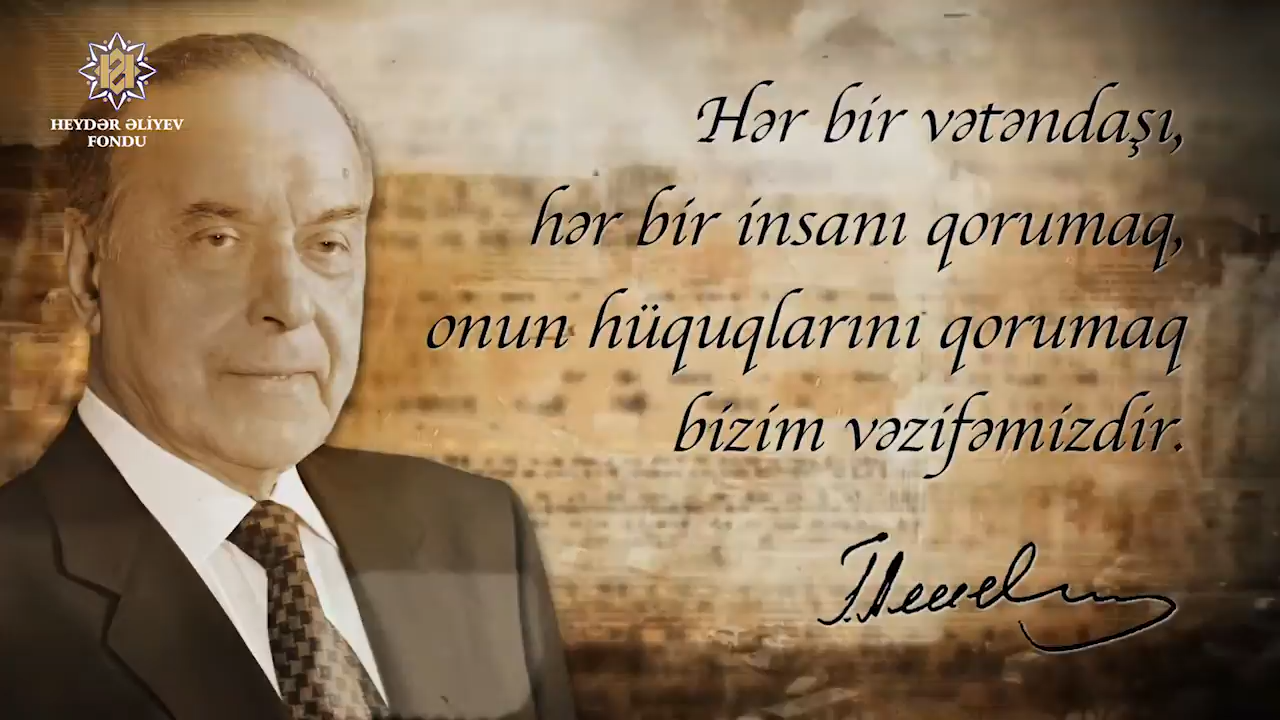 HEYDƏR ƏLİYEV
FONDU
Hər bir vətəndaşı,
hər bir insanı qorumaq,
onun hüquqlarını qorumaq
bizim vəzifəmizdir.